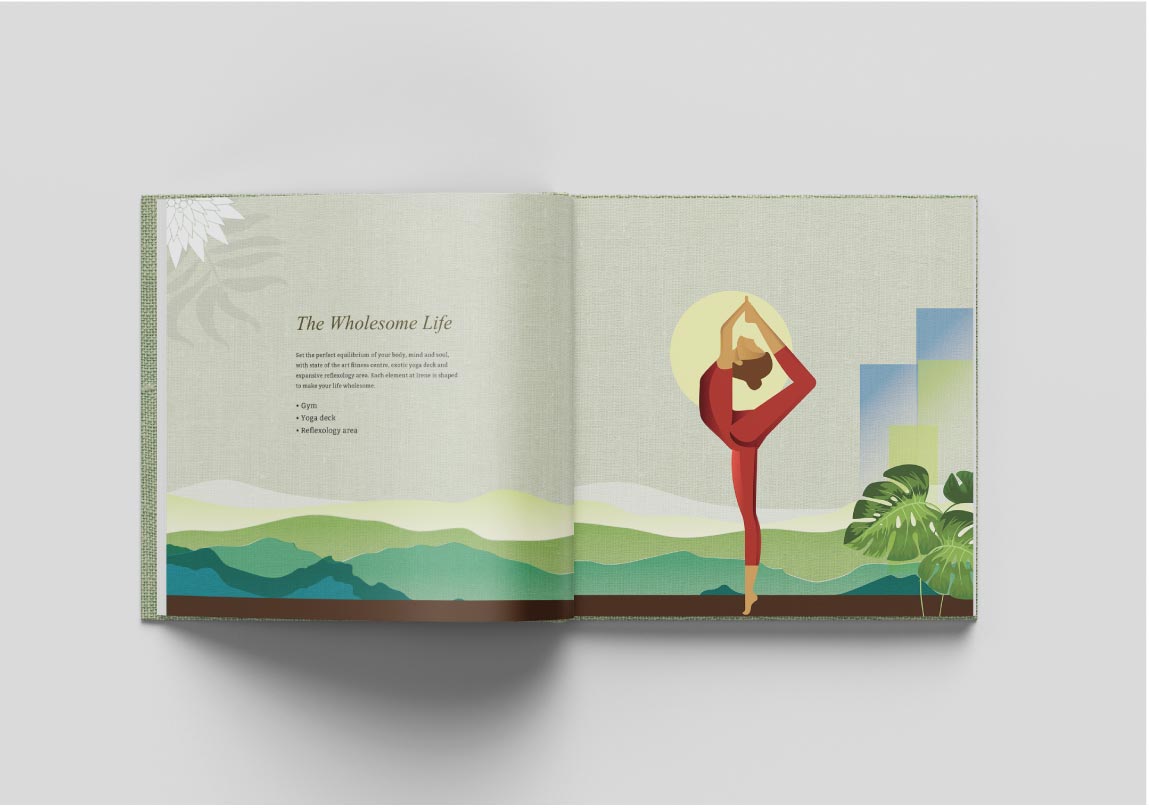 The Wholesome Life
Set the perfect equilibrium of your body, mind and soul,
with state of the art fitness centre, exotic yoga deck and
expansive reflexology area. Each element at Irene is shaped
to make your life wholesome.
• Gym
• Yoga deck
• Reflexology area